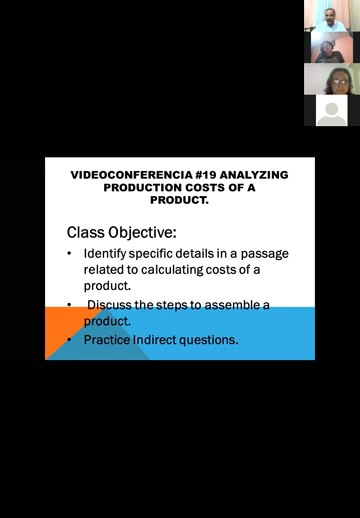 VIDEOCONFERENCIA #19 ANALYZING
PRODUCTION COSTS OF A
PRODUCT.
Class Objective:
• Identify specific details in a passage
related to calculating costs of a
product.
• Discuss the steps to assemble a
product.
• Practice Indirect questions.